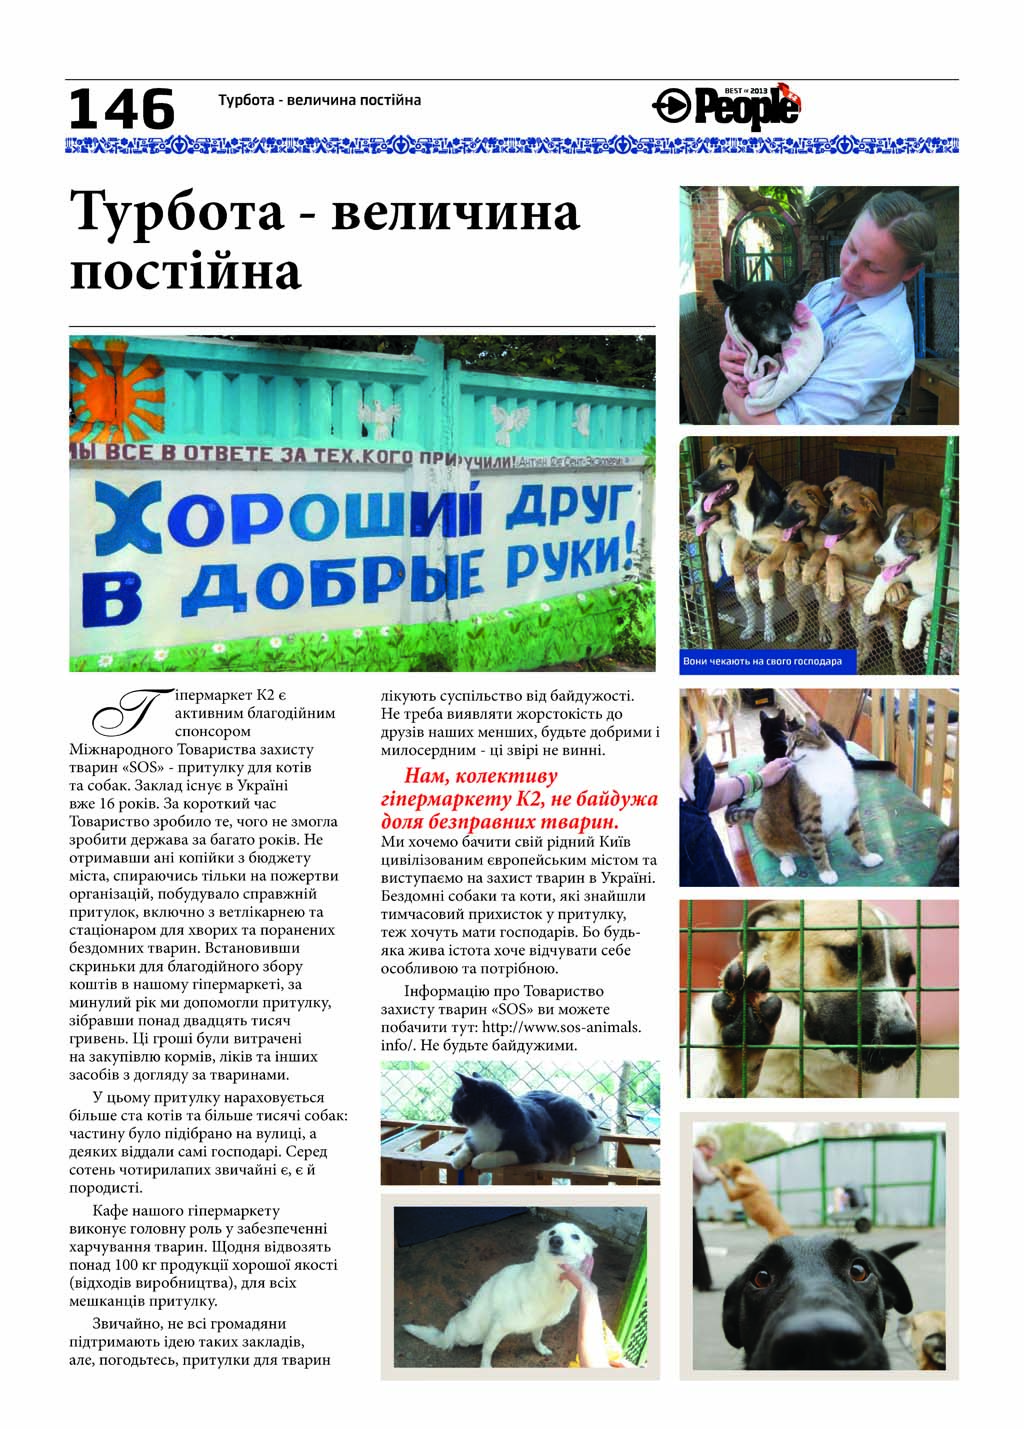 146
Турбота - величина постійна
BEST OF 2013
People
K2
Турбота - величина
постійна
МЫ ВСЕ В ОТВЕТЕ ЗА ТЕХ,КОГО ПРИУЧИЛИ! Антуан де Сент-Экзюпери
ХОРОШИЙ ДРУГ
В ДОБРЫЕ РУКИ!
Вони чекають на свого господаря
Гіпермаркет К2 є
активним благодійним
спонсором
Міжнародного Товариства захисту
тварин «SOS» - притулку для котів
та собак. Заклад існує в Україні
вже 16 років. За короткий час
Товариство зробило те, чого не змогла
зробити держава за багато років. Не
отримавши ані копійки з бюджету
міста, спираючись тільки на пожертви
організацій, побудувало справжній
притулок, включно з ветлікарнею та
стаціонаром для хворих та поранених
бездомних тварин. Встановивши
скриньки для благодійного збору
коштів в нашому гіпермаркеті, за
минулий рік ми допомогли притулку,
зібравши понад двадцять тисяч
гривень. Ці гроші були витрачені
на закупівлю кормів, ліків та інших
засобів з догляду за тваринами.
У цьому притулку нараховується
більше ста котів та більше тисячі собак:
частину було підібрано на вулиці, а
деяких віддали самі господарі. Серед
сотень чотирилапих звичайні є, є й
породисті.
Кафе нашого гіпермаркету
виконує головну роль у забезпеченні
харчування тварин. Щодня відвозять
понад 100 кг продукції хорошої якості
(відходів виробництва), для всіх
мешканців притулку.
Звичайно, не всі громадяни
підтримають ідею таких закладів,
але, погодьтесь, притулки для тварин
лікують суспільство від байдужості.
Не треба виявляти жорстокість до
друзів наших менших, будьте добрими і
милосердним - ці звірі не винні.
Нам, колективу
гіпермаркету К2, не байдужа
доля безправних тварин.
Ми хочемо бачити свій рідний Київ
цивілізованим європейським містом та
виступаємо на захист тварин в Україні.
Бездомні собаки та коти, які знайшли
тимчасовий прихисток у притулку,
теж хочуть мати господарів. Бо будь-
яка жива істота хоче відчувати себе
особливою та потрібною.
Інформацію про Товариство
захисту тварин «SOS» ви можете
побачити тут: http://www.sos-animals.
info/. Не будьте байдужими.